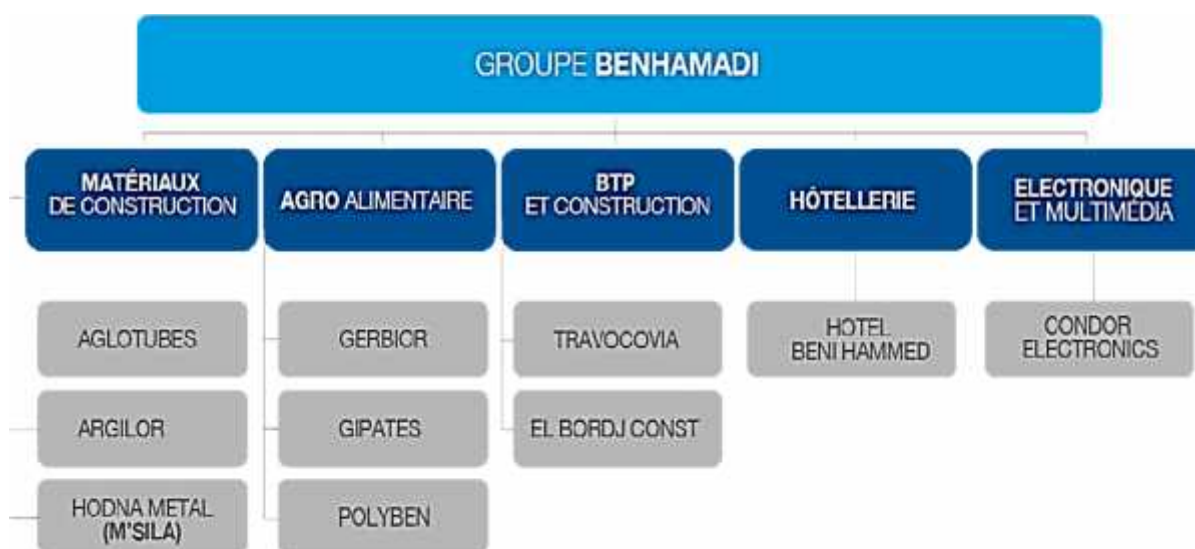 GROUPE BENHAMADI
MATÉRIAUX
DE CONSTRUCTION
AGRO ALIMENTAIRE
BTP
ET CONSTRUCTION
HÔTELLERIE
ELECTRONIQUE
ET MULTIMÉDIA
AGLOTUBES
GERBICR
TRAVOCOVIA
HOTEL
BENI HAMMED
CONDOR
ELECTRONICS
ARGILOR
GIPATES
EL BORDJ CONST
HODNA METAL
(M'SILA)
POLYBEN